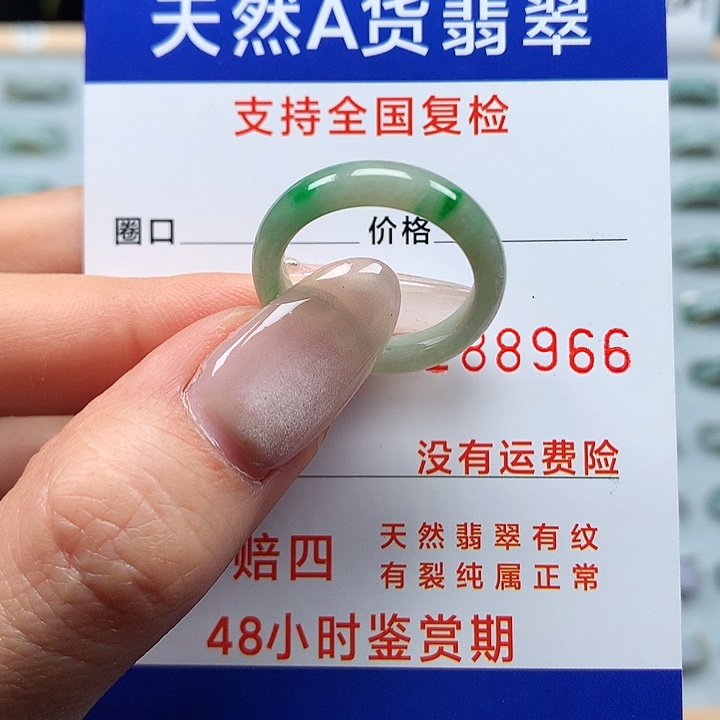 天然A货翡翠
支持全国复检
圈口 价格
88966
没有运费险
赔四
天然翡翠有纹
有裂纯属正常
48小时鉴赏期